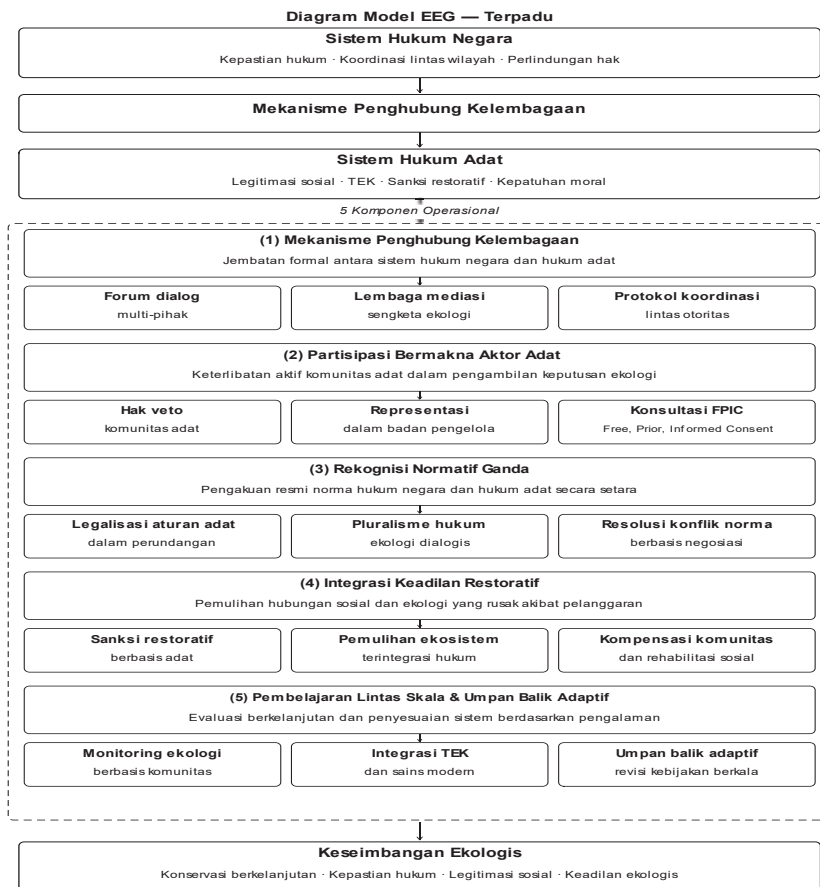 Diagram Model EEG — Terpadu
Sistem Hukum Negara
Kepastian hukum · Koordinasi lintas wilayah · Perlindungan hak
Mekanisme Penghubung Kelembagaan
Sistem Hukum Adat
Legitimasi sosial · TEK · Sanksi restoratif · Kepatuhan moral
5 Komponen Operasional
(1) Mekanisme Penghubung Kelembagaan
Jembatan formal antara sistem hukum negara dan hukum adat
Forum dialog
multi-pihak
Lembaga mediasi
sengketa ekologi
Protokol koordinasi
lintas otoritas
(2) Partisipasi Bermakna Aktor Adat
Keterlibatan aktif komunitas adat dalam pengambilan keputusan ekologi
Hak veto
komunitas adat
Representasi
dalam badan pengelola
Konsultasi FPIC
Free, Prior, Informed Consent
(3) Rekognisi Normatif Ganda
Pengakuan resmi norma hukum negara dan hukum adat secara setara
Legalisasi aturan adat
dalam perundangan
Pluralisme hukum
ekologi dialogis
Resolusi konflik norma
berbasis negosiasi
(4) Integrasi Keadilan Restoratif
Pemulihan hubungan sosial dan ekologi yang rusak akibat pelanggaran
Sanksi restoratif
berbasis adat
Pemulihan ekosistem
terintegrasi hukum
Kompensasi komunitas
dan rehabilitasi sosial
(5) Pembelajaran Lintas Skala & Umpan Balik Adaptif
Evaluasi berkelanjutan dan penyesuaian sistem berdasarkan pengalaman
Monitoring ekologi
berbasis komunitas
Integrasi TEK
dan sains modern
Umpan balik adaptif
revisi kebijakan berkala
Keseimbangan Ekologis
Konservasi berkelanjutan · Kepastian hukum · Legitimasi sosial · Keadilan ekologis